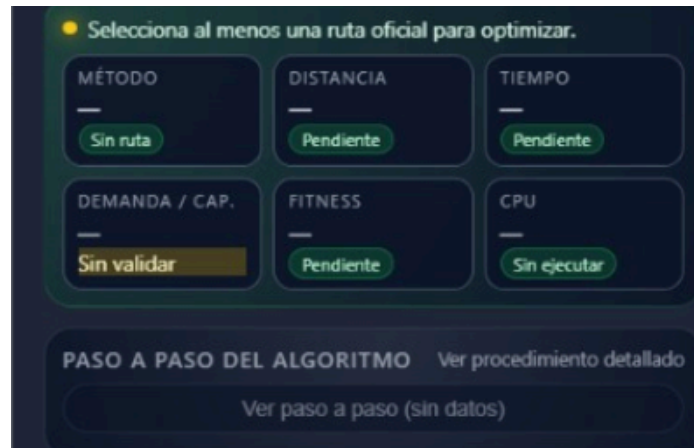 Selecciona al menos una ruta oficial para optimizar.
MÉTODO
—
Sin ruta
DISTANCIA
—
Pendiente
TIEMPO
—
Pendiente
DEMANDA / CAP.
—
Sin validar
FITNESS
—
Pendiente
CPU
—
Sin ejecutar
PASO A PASO DEL ALGORITMO
Ver procedimiento detallado
Ver paso a paso (sin datos)